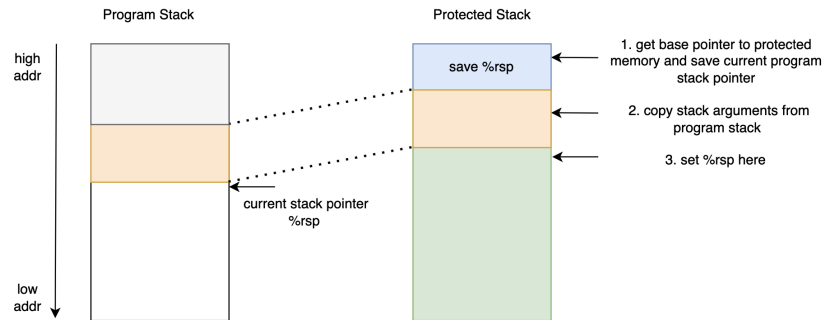 Program Stack
Protected Stack
high
addr
save %rsp
1. get base pointer to protected
memory and save current program
stack pointer
2. copy stack arguments from
program stack
3. set %rsp here
current stack pointer
%rsp
low
addr